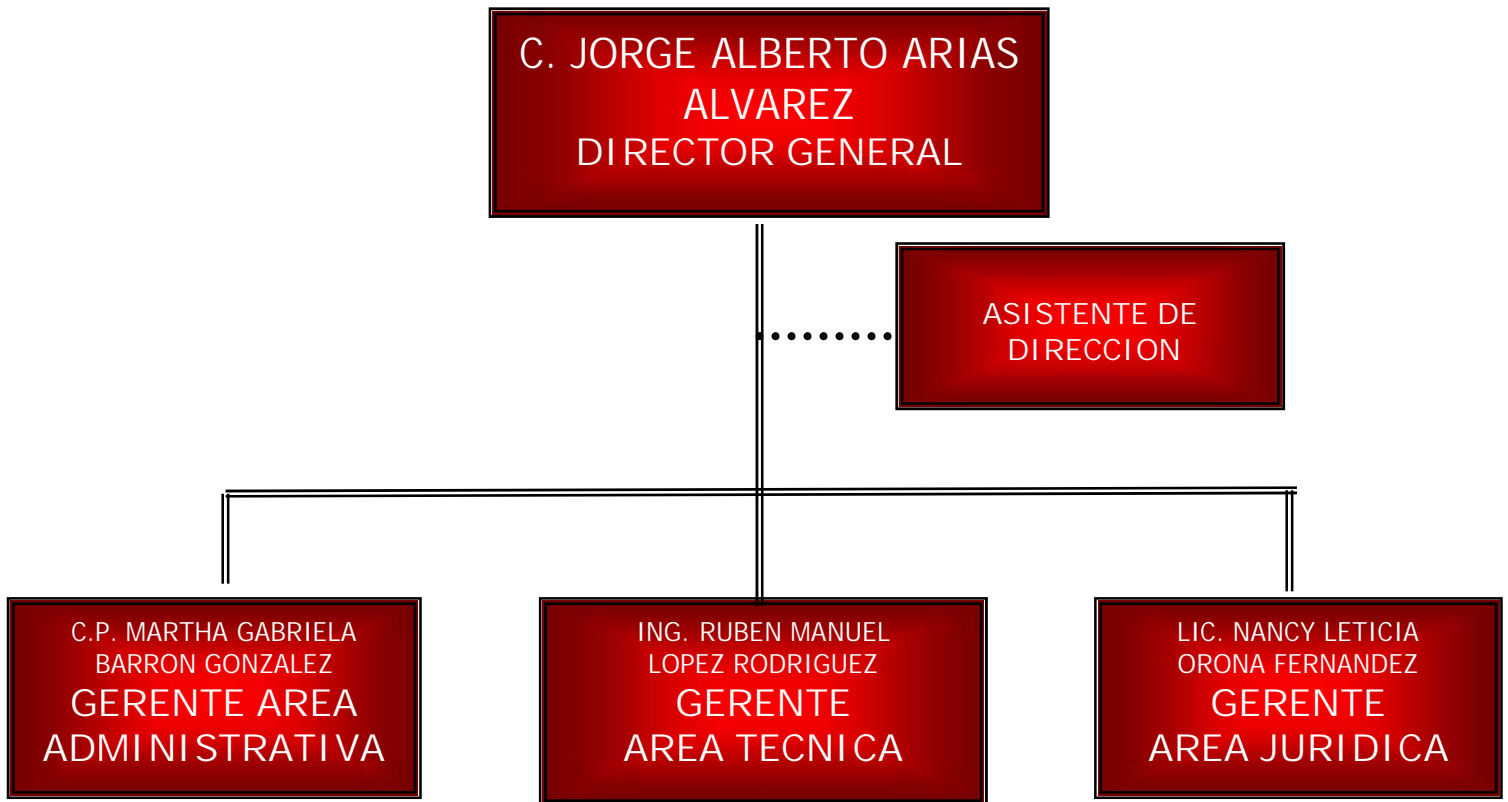 C. JORGE ALBERTO ARIAS
ALVAREZ
DIRECTOR GENERAL
ASISTENTE DE
DIRECCION
C.P. MARTHA GABRIELA
BARRON GONZALEZ
GERENTE AREA
ADMINISTRATIVA
ING. RUBEN MANUEL
LOPEZ RODRIGUEZ
GERENTE
AREA TECNICA
LIC. NANCY LETICIA
ORONA FERNANDEZ
GERENTE
AREA JURIDICA